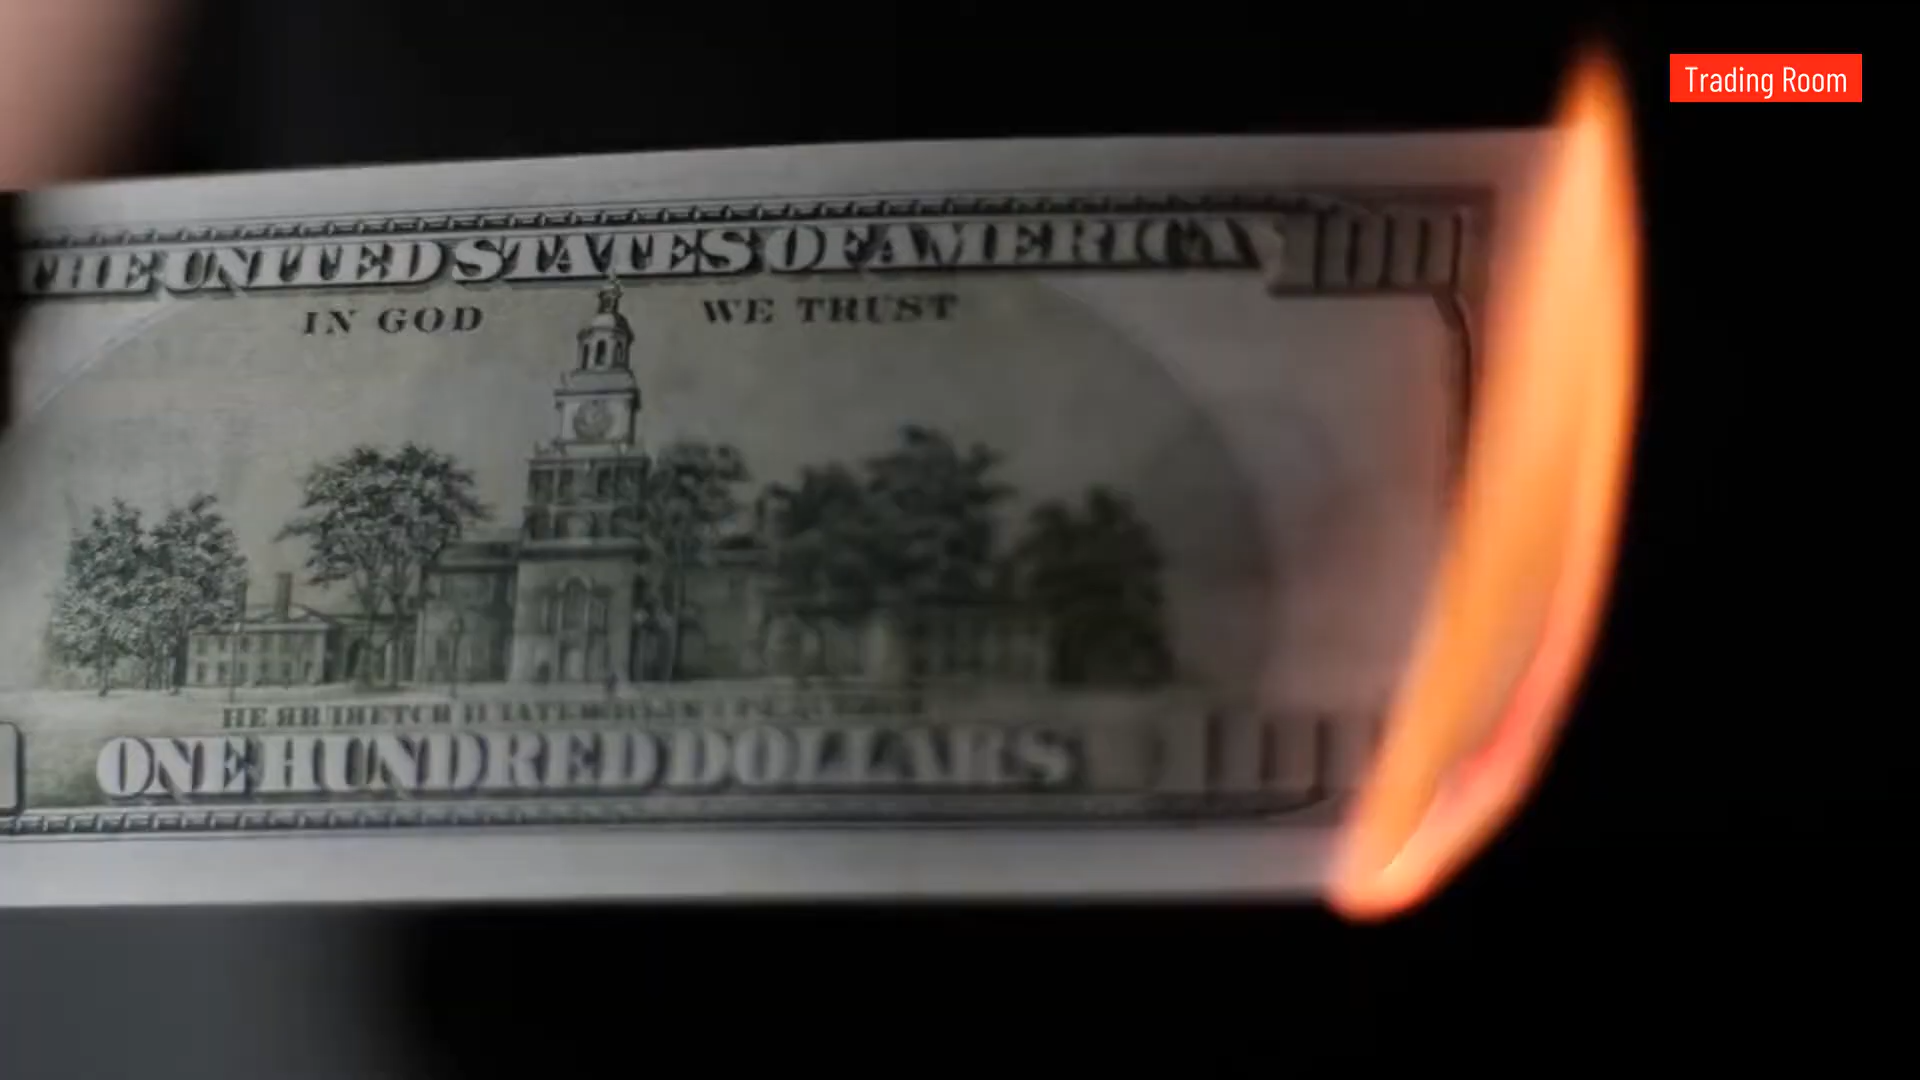 Trading Room
THE UNITED STATES OF AMERICA
IN GOD WE TRUST
ONE HUNDRED DOLLARS